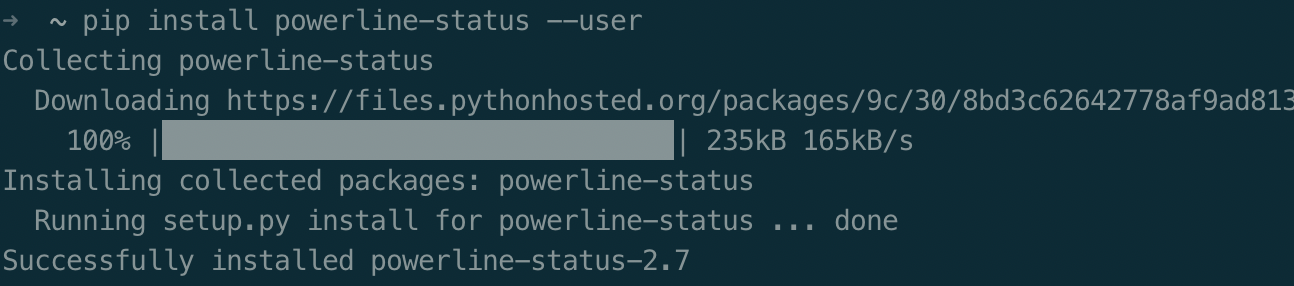 ➜ ~ pip install powerline-status --user
Collecting powerline-status
Downloading https://files.pythonhosted.org/packages/9c/30/8bd3c62642778af9ad813
100% || 235kB 165kB/s
Installing collected packages: powerline-status
Running setup.py install for powerline-status ... done
Successfully installed powerline-status-2.7